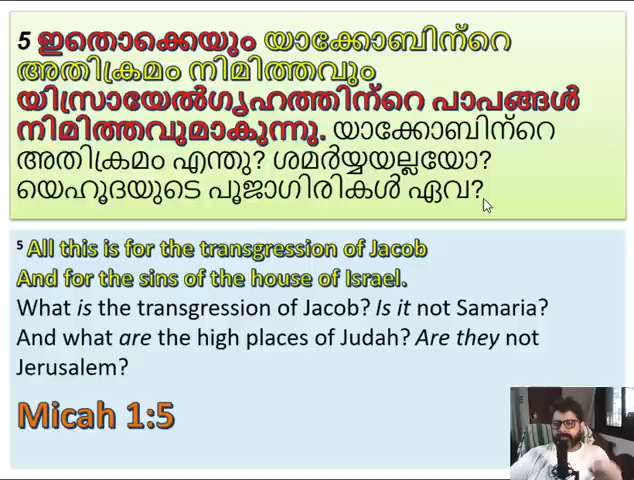 5 ഇതൊക്കെയും യാക്കോബിന്റെ
അതിക്രമം നിമിത്തവും
യിസ്രായേൽഗൃഹത്തിന്റെ പാപങ്ങൾ
നിമിത്തവുമാകുന്നു. യാക്കോബിന്റെ
അതിക്രമം എന്തു? ശമർയ്യയല്ലയോ?
യെഹൂദയുടെ പൂജാഗിരികൾ ഏവ?
5 All this is for the transgression of Jacob
And for the sins of the house of Israel.
What is the transgression of Jacob? Is it not Samaria?
And what are the high places of Judah? Are they not
Jerusalem?
Micah 1:5